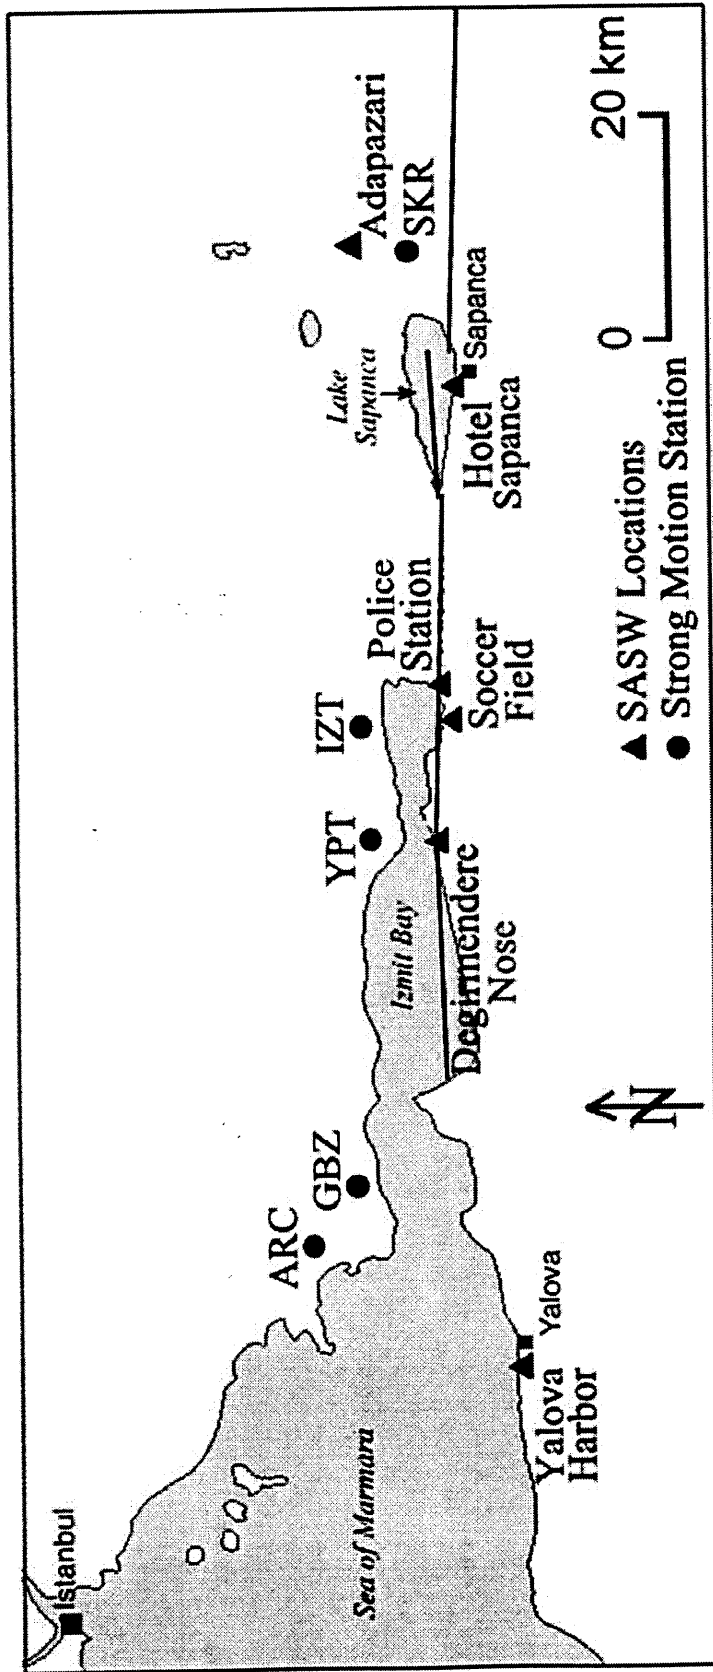 Istanbul
Sea of Marmara
Yalova
Harbor
Yalova
ARC
GBZ
N
Izmit Bay
Degirmendere
Nose
YPT
IZT
Police
Station
Soccer
Field
Lake
Sapanca
Hotel
Sapanca
Sapanca
Adapazari
SKR
SASW Locations
Strong Motion Station
0
20 km